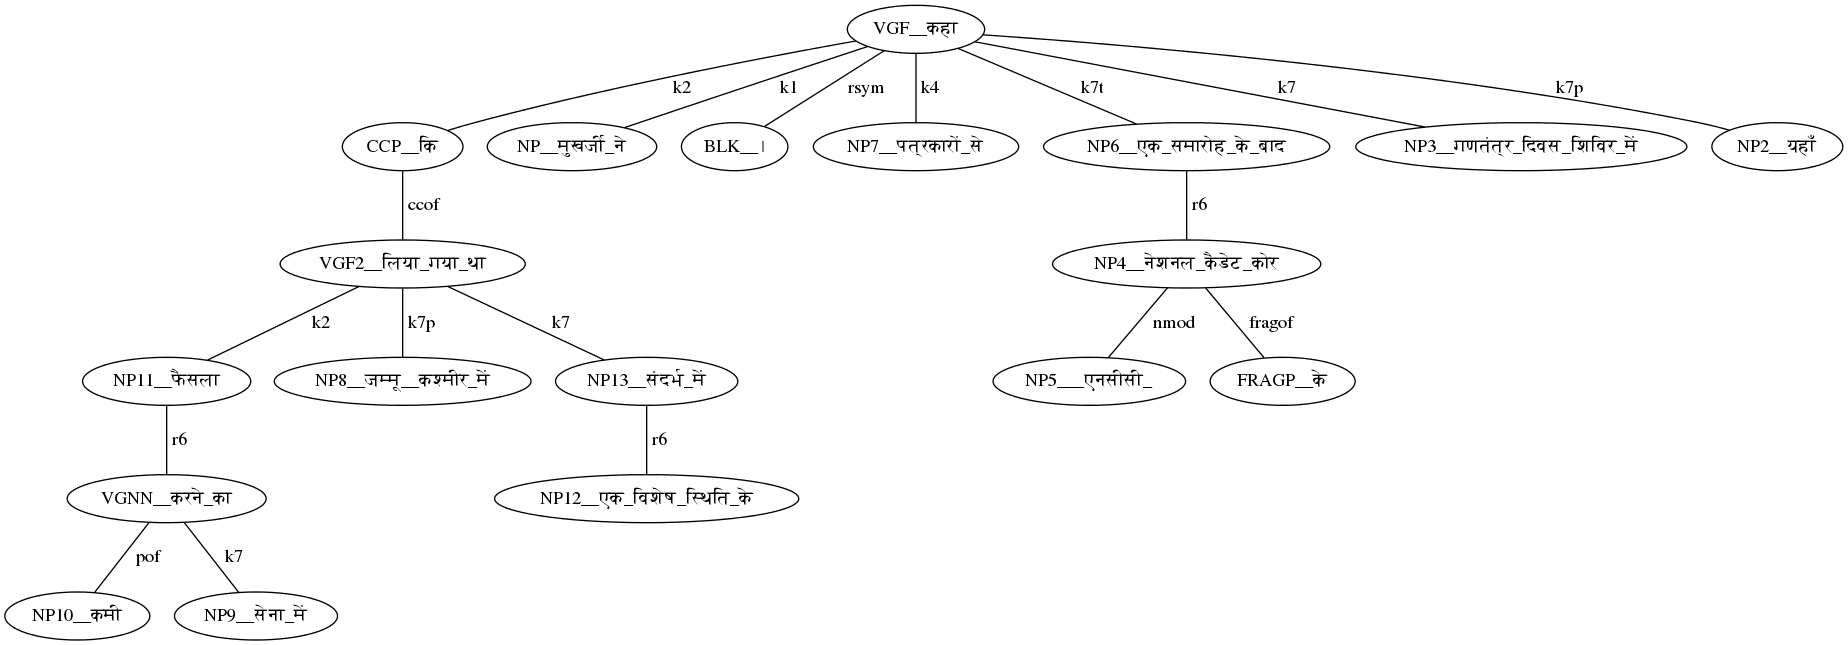 VGF__कहा
k2 k1 rsym k4 k7t k7 k7p
CCP__कि NP__मुखर्जी_ने BLK__। NP7__पत्रकारों_से NP6__एक_समारोह_के_बाद NP3__गणतंत्र_दिवस_शिविर_में NP2__यहाँ
ccof r6
VGF2__लिया_गया_था NP4__नेशनल_कैडेट_कोर
k2 k7p k7 nmod fragof
NP11__फैसला NP8__जम्मू__कश्मीर_में NP13__संदर्भ_में NP5___एनसीसी_ FRAGP__के
r6 r6
VGNN__करने_का NP12__एक_विशेष_स्थिति_के
pof k7
NP10__कमी NP9__सेना_में